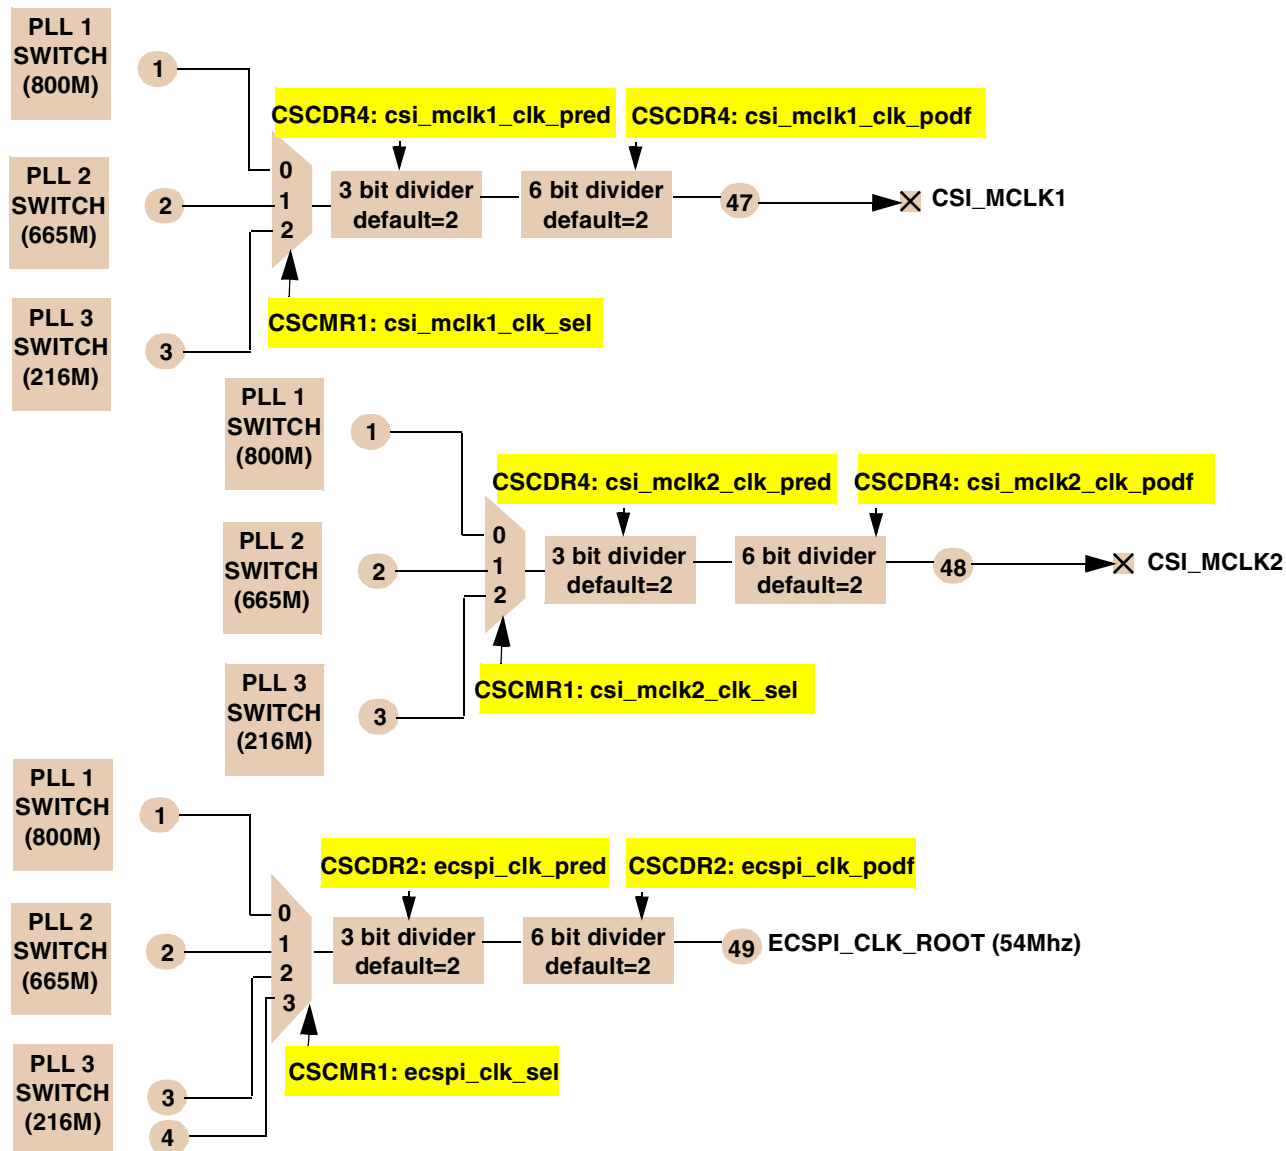 PLL 1
SWITCH
(800M)
1
CSCDR4: csi_mclk1_clk_pred
CSCDR4: csi_mclk1_clk_podf
PLL 2
SWITCH
(665M)
2
0
1
2
3 bit divider
default=2
6 bit divider
default=2
47
CSI_MCLK1
CSCMR1: csi_mclk1_clk_sel
PLL 3
SWITCH
(216M)
3
PLL 1
SWITCH
(800M)
1
CSCDR4: csi_mclk2_clk_pred
CSCDR4: csi_mclk2_clk_podf
PLL 2
SWITCH
(665M)
2
0
1
2
3 bit divider
default=2
6 bit divider
default=2
48
CSI_MCLK2
CSCMR1: csi_mclk2_clk_sel
PLL 3
SWITCH
(216M)
3
PLL 1
SWITCH
(800M)
1
CSCDR2: ecspi_clk_pred
CSCDR2: ecspi_clk_podf
PLL 2
SWITCH
(665M)
2
0
1
2
3
3 bit divider
default=2
6 bit divider
default=2
49
ECSPI_CLK_ROOT (54Mhz)
CSCMR1: ecspi_clk_sel
PLL 3
SWITCH
(216M)
3
4